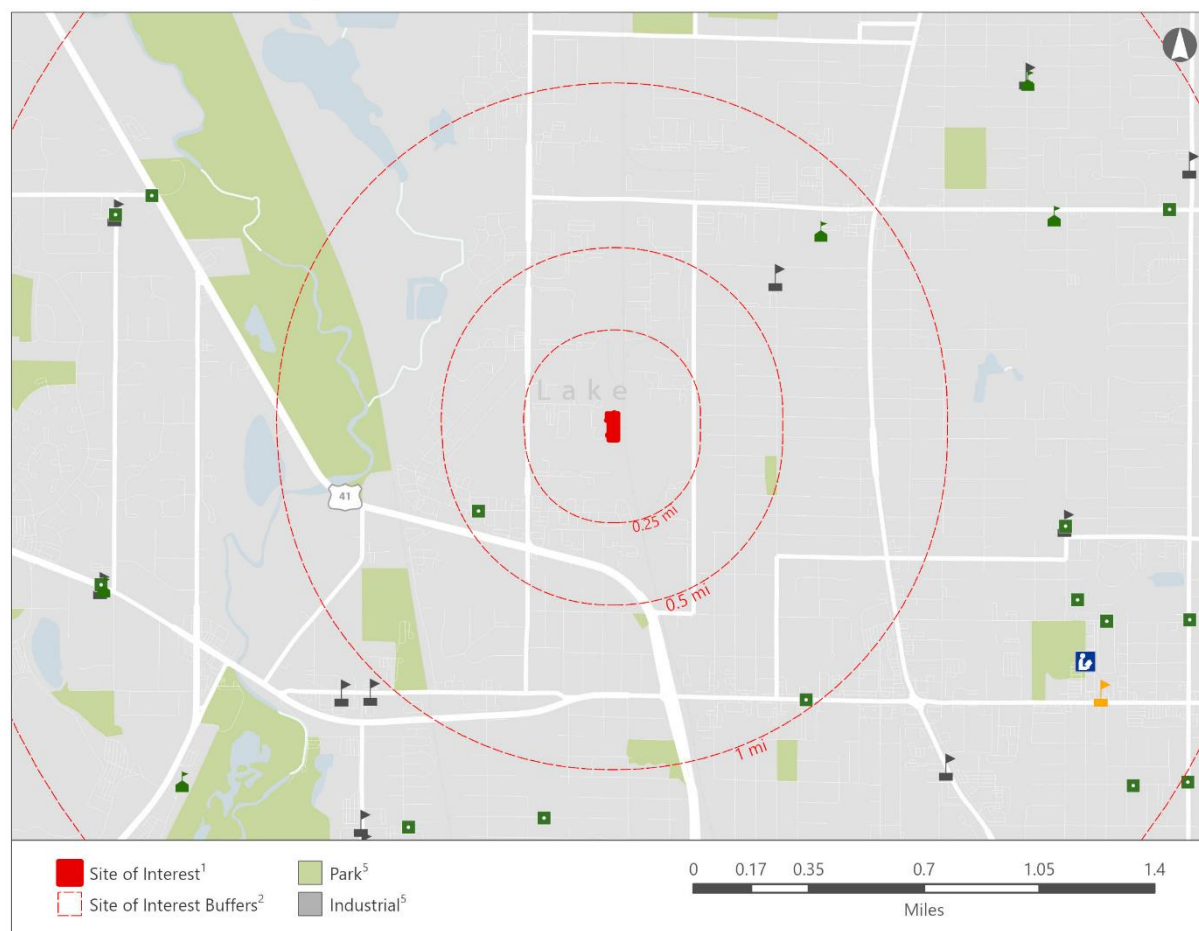 Lake
41
0.25 mi
0.5 mi
1 mi
Site of Interest¹
Site of Interest Buffers²
Park⁵
Industrial⁵
0 0.17 0.35 0.7 1.05 1.4
Miles